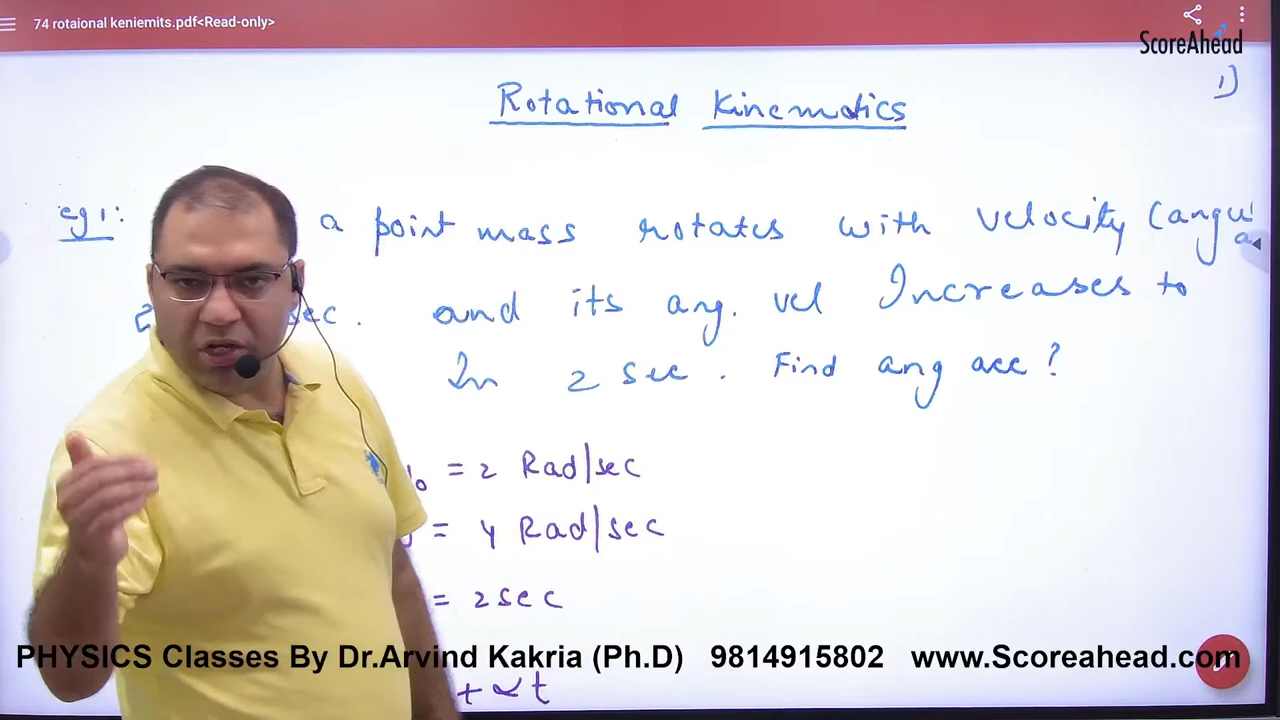 74 rotaional keniemits.pdf<Read-only>
ScoreAhead
1)
Rotational Kinematics
eg1: a point mass rotates with velocity (angu
sec. and its ang. vel Increases to
In 2 sec. Find ang acc?
= 2 Rad/sec
= 4 Rad/sec
= 2sec
+ αt
PHYSICS Classes By Dr.Arvind Kakria (Ph.D) 9814915802 www.Scoreahead.com